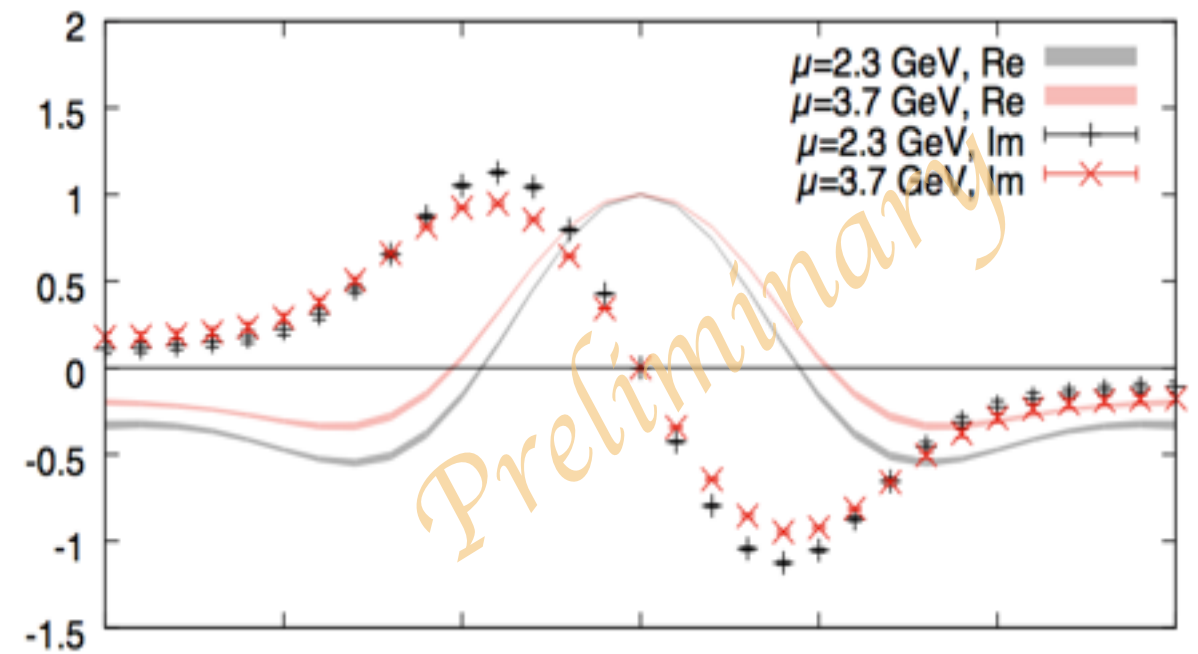 2
1.5
1
0.5
0
-0.5
-1
-1.5
μ=2.3 GeV, Re
μ=3.7 GeV, Re
μ=2.3 GeV, Im
μ=3.7 GeV, Im
Preliminary